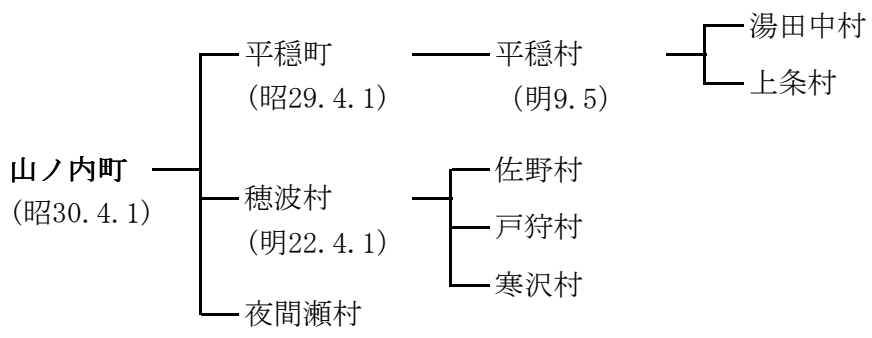 山ノ内町
(昭30.4.1)
平穏町
(昭29.4.1)
平穏村
(明9.5)
湯田中村
上条村
穂波村
(明22.4.1)
佐野村
戸狩村
寒沢村
夜間瀬村